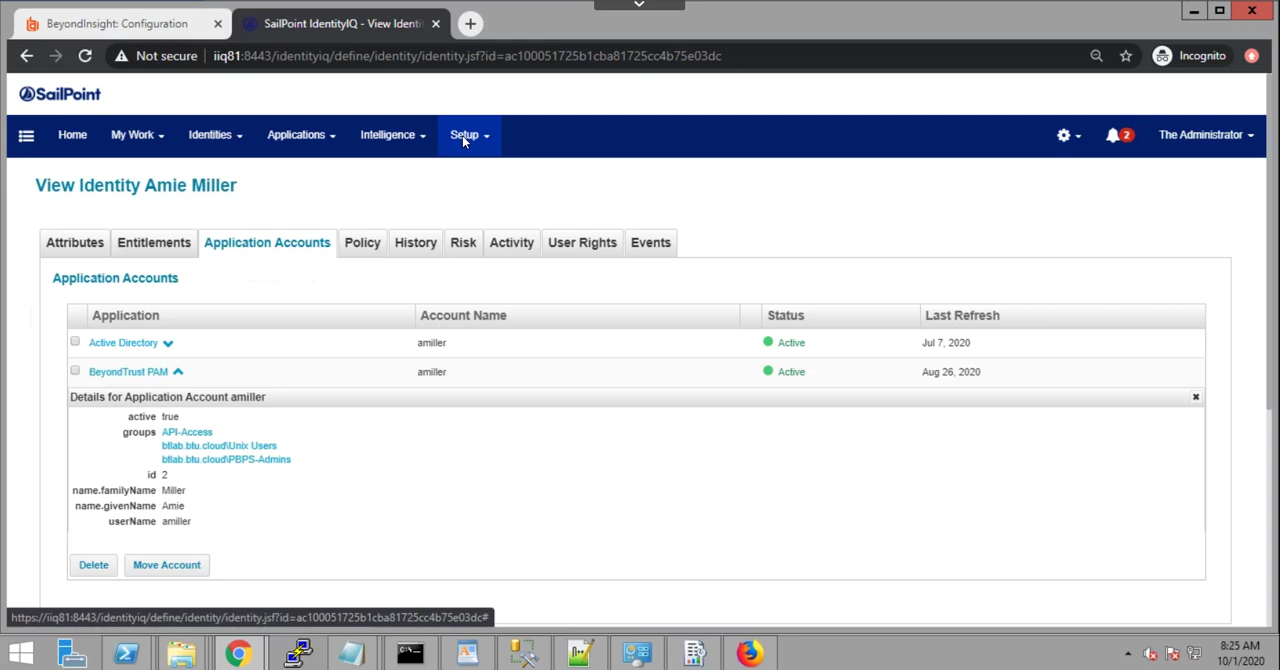 BeyondInsight: Configuration
SailPoint IdentityIQ - View Identi
Not secure
iiq81:8443/identityiq/define/identity/identity.jsf?id=ac100051725b1cba81725cc4b75e03dc
Incognito
SailPoint
Home
My Work
Identities
Applications
Intelligence
Setup
2
The Administrator
View Identity Amie Miller
Attributes
Entitlements
Application Accounts
Policy
History
Risk
Activity
User Rights
Events
Application Accounts
Application
Account Name
Status
Last Refresh
Active Directory
amiller
Active
Jul 7, 2020
BeyondTrust PAM
amiller
Active
Aug 26, 2020
Details for Application Account amiller
active true
groups API-Access
btlab.btu.cloud\Unix Users
btlab.btu.cloud\PBPS-Admins
id 2
name.familyName Miller
name.givenName Amie
userName amiller
Delete
Move Account
https://iiq81:8443/identityiq/define/identity/identity.jsf?id=ac100051725b1cba81725cc4b75e03dc#
8:25 AM
10/1/2020